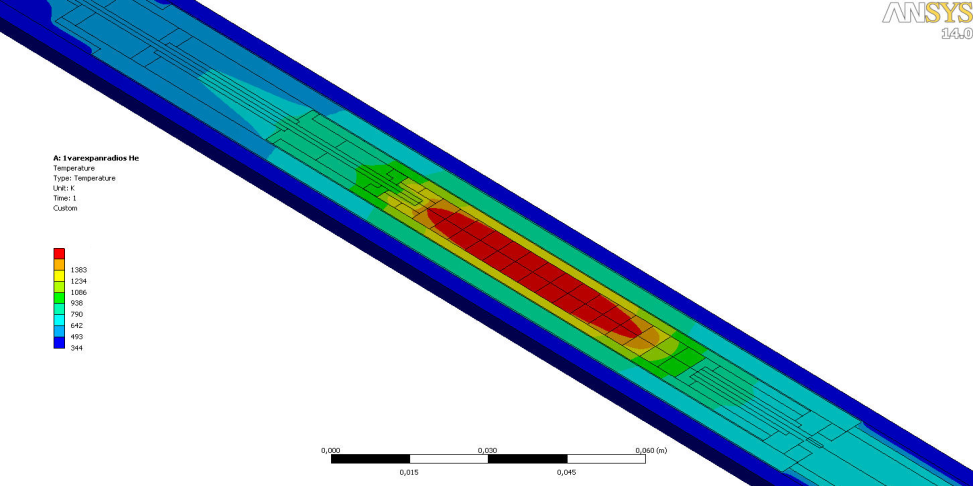 ANSYS
14.0
A: 1varexpanradios He
Temperature
Type: Temperature
Unit: K
Time: 1
Custom
1383
1234
1086
938
790
642
493
344
0,000 0,030 0,060 (m)
0,015 0,045